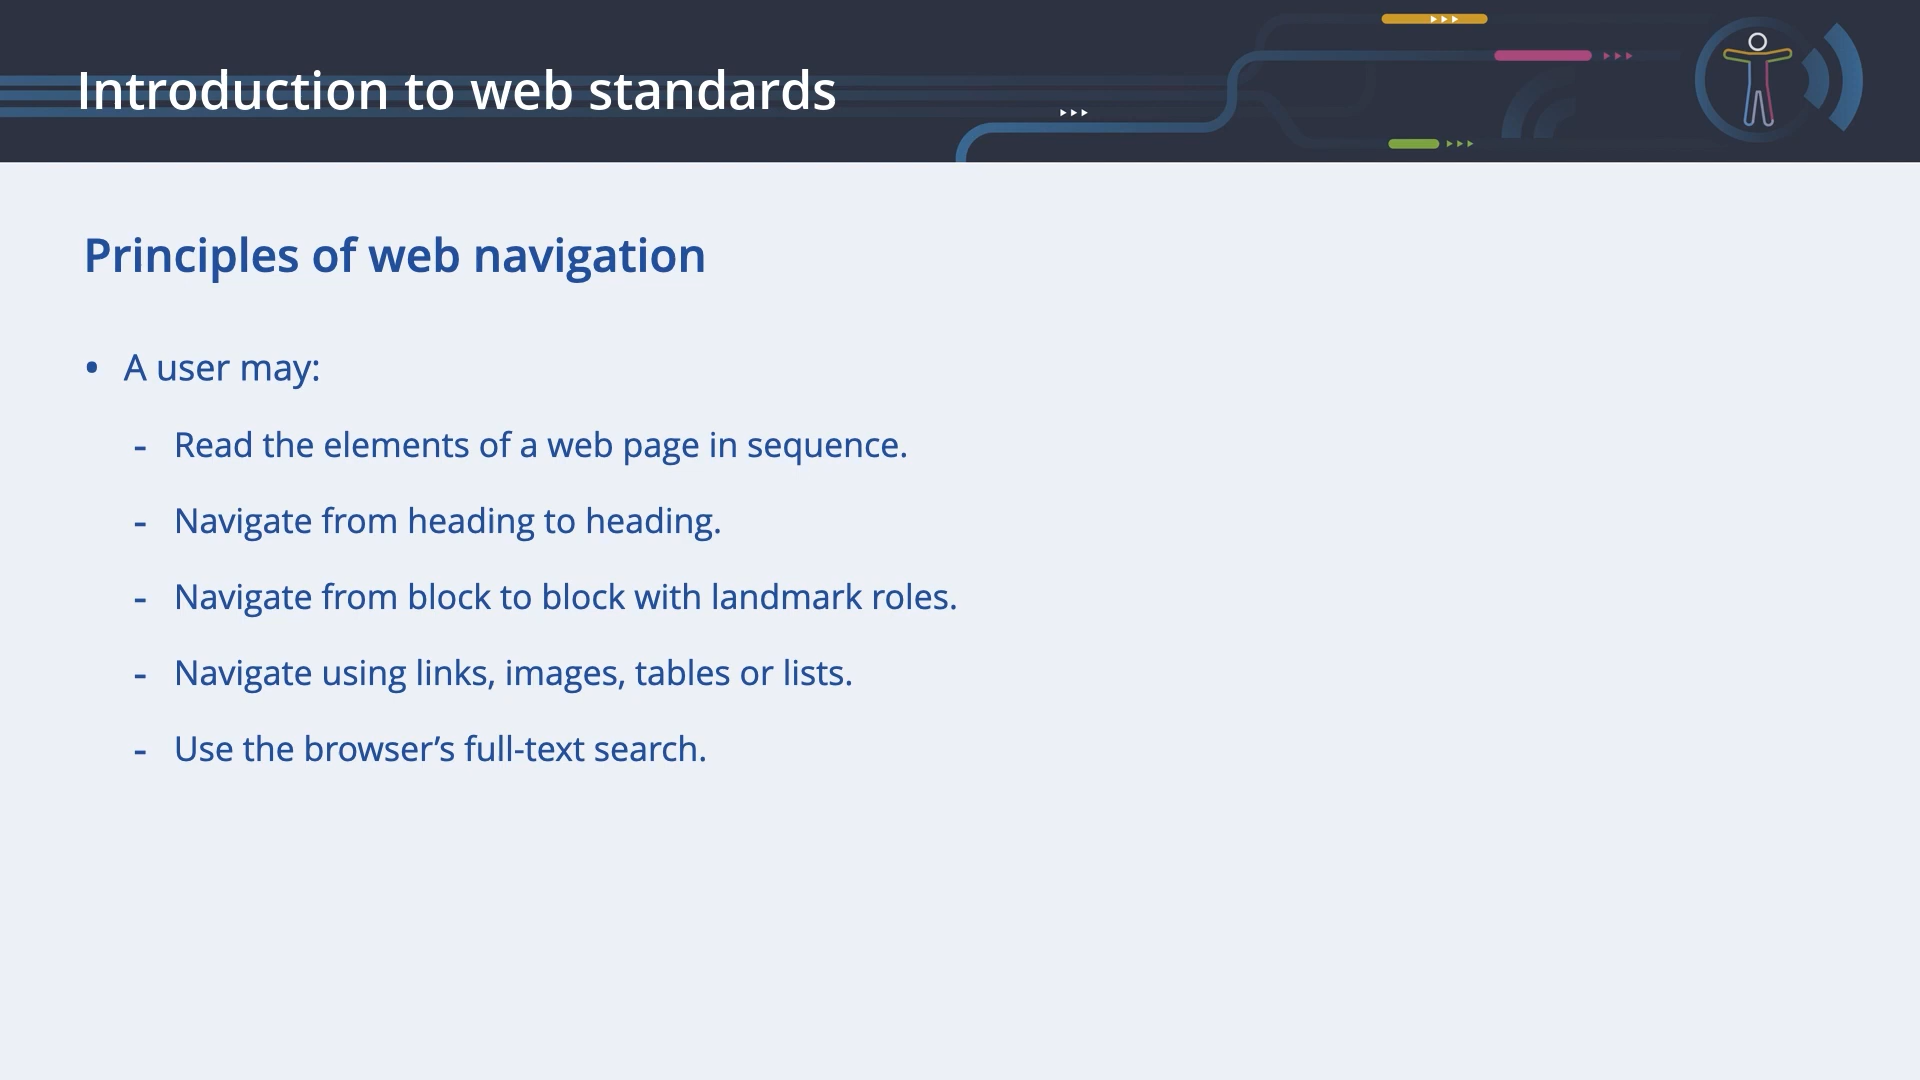 Introduction to web standards
Principles of web navigation
• A user may:
- Read the elements of a web page in sequence.
- Navigate from heading to heading.
- Navigate from block to block with landmark roles.
- Navigate using links, images, tables or lists.
- Use the browser’s full-text search.